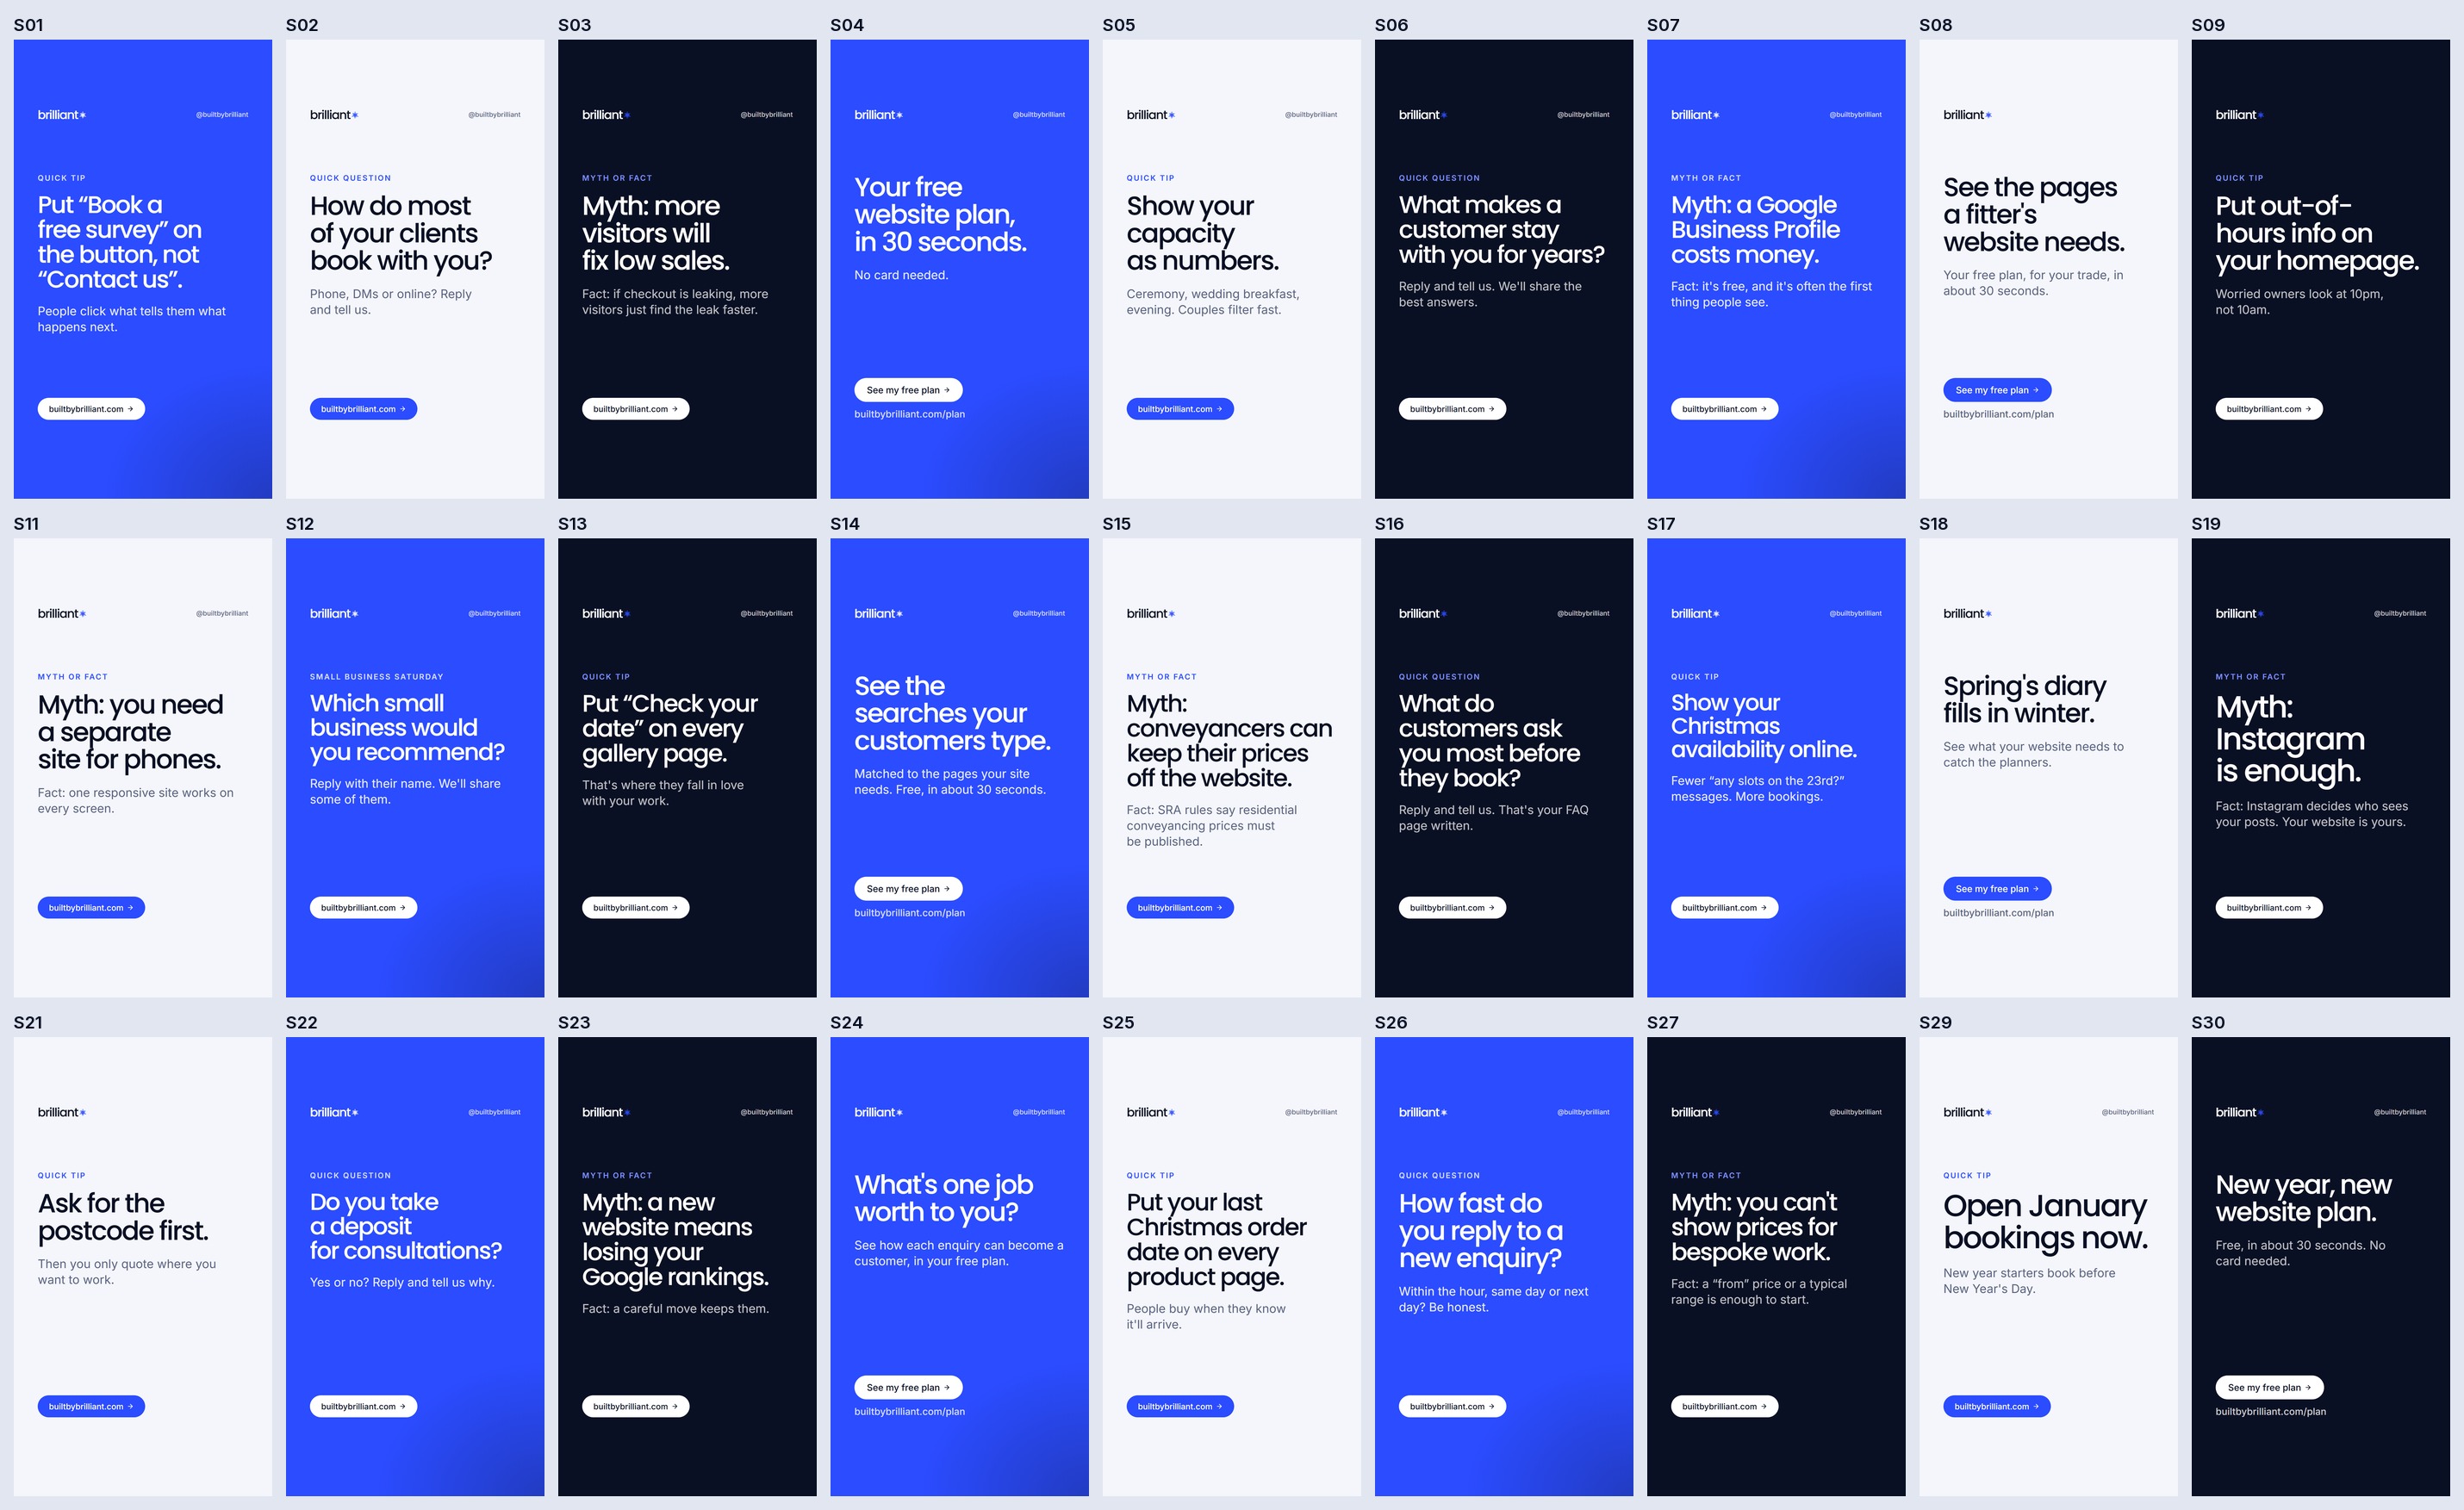 S01
brilliant*
@builtbybrilliant
QUICK TIP
Put “Book a
free survey” on
the button, not
“Contact us”.
People click what tells them what
happens next.
builtbybrilliant.com →
S02
brilliant*
@builtbybrilliant
QUICK QUESTION
How do most
of your clients
book with you?
Phone, DMs or online? Reply
and tell us.
builtbybrilliant.com →
S03
brilliant*
@builtbybrilliant
MYTH OR FACT
Myth: more
visitors will
fix low sales.
Fact: if checkout is leaking, more
visitors just find the leak faster.
builtbybrilliant.com →
S04
brilliant*
@builtbybrilliant
Your free
website plan,
in 30 seconds.
No card needed.
See my free plan →
builtbybrilliant.com/plan
S05
brilliant*
@builtbybrilliant
QUICK TIP
Show your
capacity
as numbers.
Ceremony, wedding breakfast,
evening. Couples filter fast.
builtbybrilliant.com →
S06
brilliant*
@builtbybrilliant
QUICK QUESTION
What makes a
customer stay
with you for years?
Reply and tell us. We'll share the
best answers.
builtbybrilliant.com →
S07
brilliant*
@builtbybrilliant
MYTH OR FACT
Myth: a Google
Business Profile
costs money.
Fact: it's free, and it's often the first
thing people see.
builtbybrilliant.com →
S08
brilliant*
See the pages
a fitter's
website needs.
Your free plan, for your trade, in
about 30 seconds.
See my free plan →
builtbybrilliant.com/plan
S09
brilliant*
QUICK TIP
Put out-of-
hours info on
your homepage.
Worried owners look at 10pm,
not 10am.
builtbybrilliant.com →
S11
brilliant*
@builtbybrilliant
MYTH OR FACT
Myth: you need
a separate
site for phones.
Fact: one responsive site works on
every screen.
builtbybrilliant.com →
S12
brilliant*
@builtbybrilliant
SMALL BUSINESS SATURDAY
Which small
business would
you recommend?
Reply with their name. We'll share
some of them.
builtbybrilliant.com →
S13
brilliant*
@builtbybrilliant
QUICK TIP
Put “Check your
date” on every
gallery page.
That's where they fall in love
with your work.
builtbybrilliant.com →
S14
brilliant*
@builtbybrilliant
See the
searches your
customers type.
Matched to the pages your site
needs. Free, in about 30 seconds.
See my free plan →
builtbybrilliant.com/plan
S15
brilliant*
MYTH OR FACT
Myth:
conveyancers can
keep their prices
off the website.
Fact: SRA rules say residential
conveyancing prices must
be published.
builtbybrilliant.com →
S16
brilliant*
@builtbybrilliant
QUICK QUESTION
What do
customers ask
you most before
they book?
Reply and tell us. That's your FAQ
page written.
builtbybrilliant.com →
S17
brilliant*
@builtbybrilliant
QUICK TIP
Show your
Christmas
availability online.
Fewer “any slots on the 23rd?”
messages. More bookings.
builtbybrilliant.com →
S18
brilliant*
Spring's diary
fills in winter.
See what your website needs to
catch the planners.
See my free plan →
builtbybrilliant.com/plan
S19
brilliant*
@builtbybrilliant
MYTH OR FACT
Myth:
Instagram
is enough.
Fact: Instagram decides who sees
your posts. Your website is yours.
builtbybrilliant.com →
S21
brilliant*
QUICK TIP
Ask for the
postcode first.
Then you only quote where you
want to work.
builtbybrilliant.com →
S22
brilliant*
@builtbybrilliant
QUICK QUESTION
Do you take
a deposit
for consultations?
Yes or no? Reply and tell us why.
builtbybrilliant.com →
S23
brilliant*
@builtbybrilliant
MYTH OR FACT
Myth: a new
website means
losing your
Google rankings.
Fact: a careful move keeps them.
builtbybrilliant.com →
S24
brilliant*
@builtbybrilliant
What's one job
worth to you?
See how each enquiry can become a
customer, in your free plan.
See my free plan →
builtbybrilliant.com/plan
S25
brilliant*
@builtbybrilliant
QUICK TIP
Put your last
Christmas order
date on every
product page.
People buy when they know
it'll arrive.
builtbybrilliant.com →
S26
brilliant*
@builtbybrilliant
QUICK QUESTION
How fast do
you reply to a
new enquiry?
Within the hour, same day or next
day? Be honest.
builtbybrilliant.com →
S27
brilliant*
@builtbybrilliant
MYTH OR FACT
Myth: you can't
show prices for
bespoke work.
Fact: a “from” price or a typical
range is enough to start.
builtbybrilliant.com →
S29
brilliant*
@builtbybrilliant
QUICK TIP
Open January
bookings now.
New year starters book before
New Year's Day.
builtbybrilliant.com →
S30
brilliant*
@builtbybrilliant
New year, new
website plan.
Free, in about 30 seconds. No
card needed.
See my free plan →
builtbybrilliant.com/plan